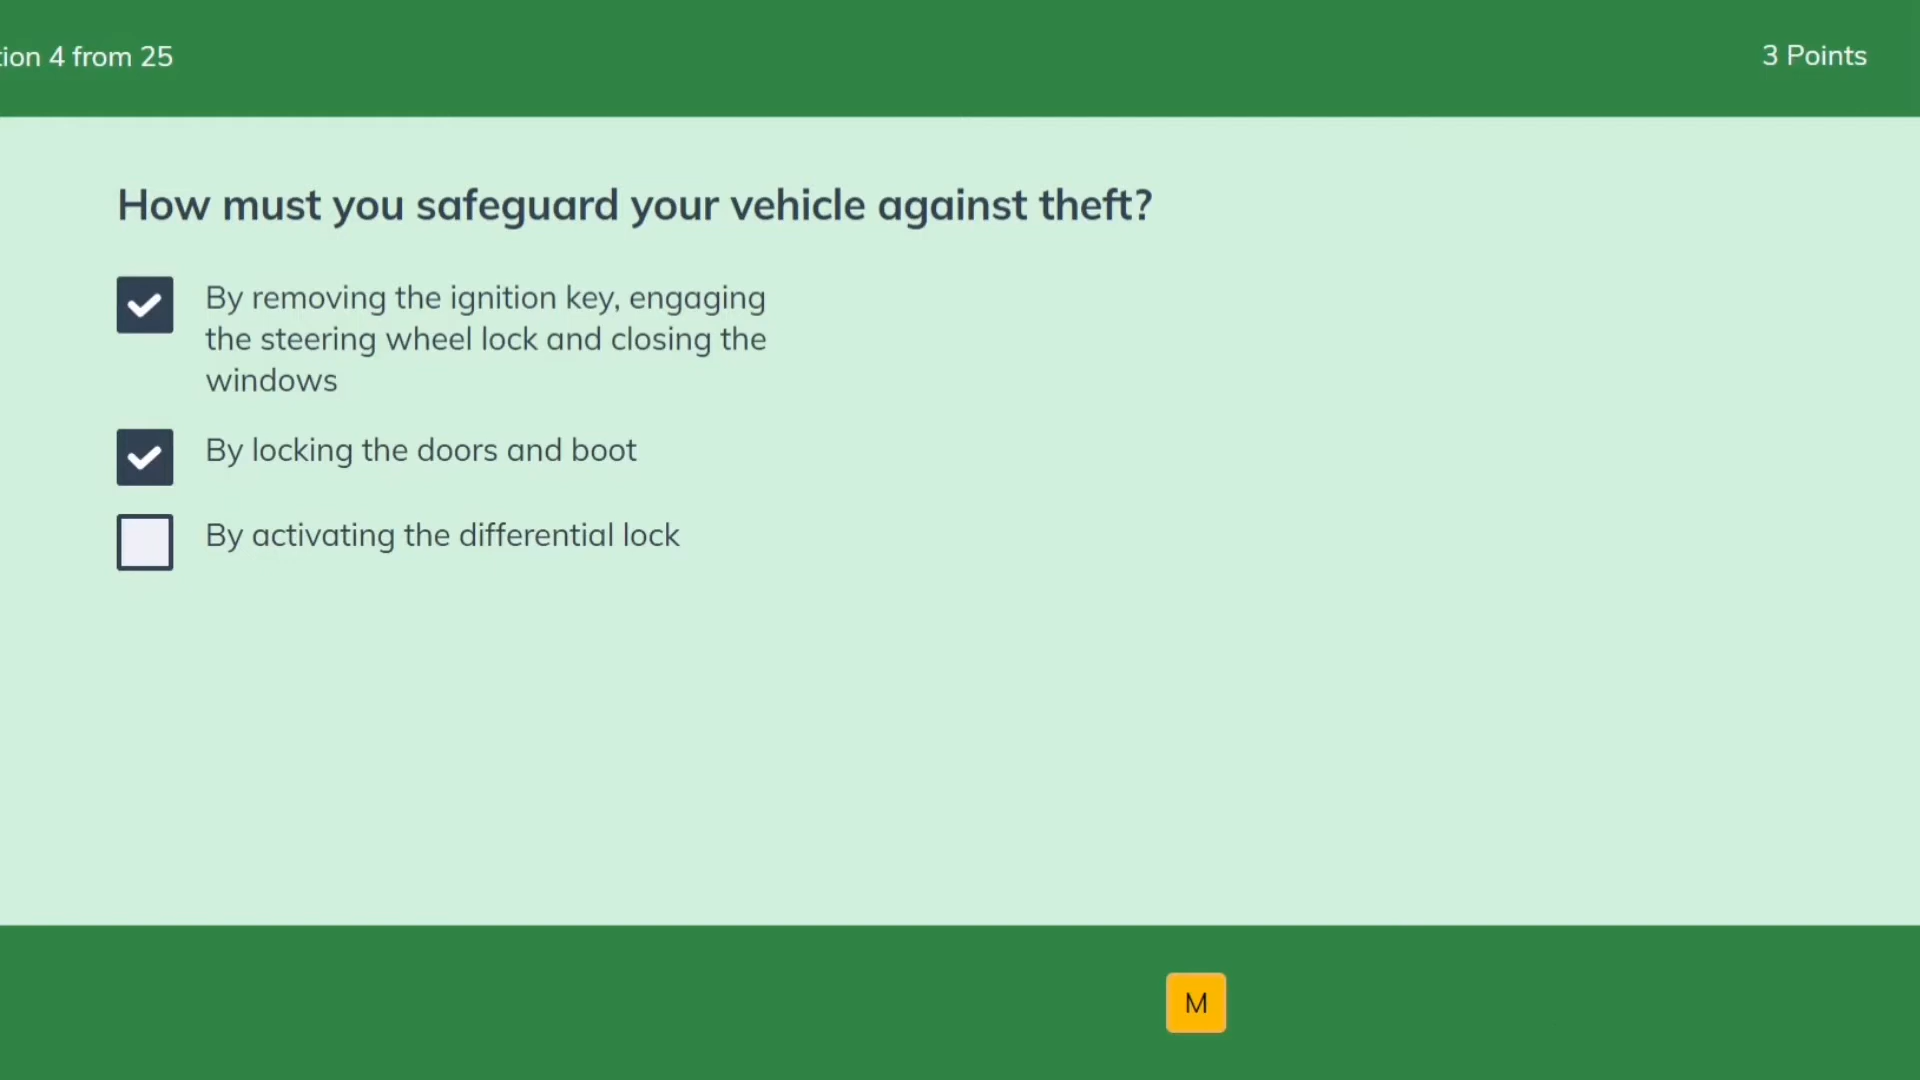 tion 4 from 25
3 Points
How must you safeguard your vehicle against theft?
By removing the ignition key, engaging
the steering wheel lock and closing the
windows
By locking the doors and boot
By activating the differential lock
M